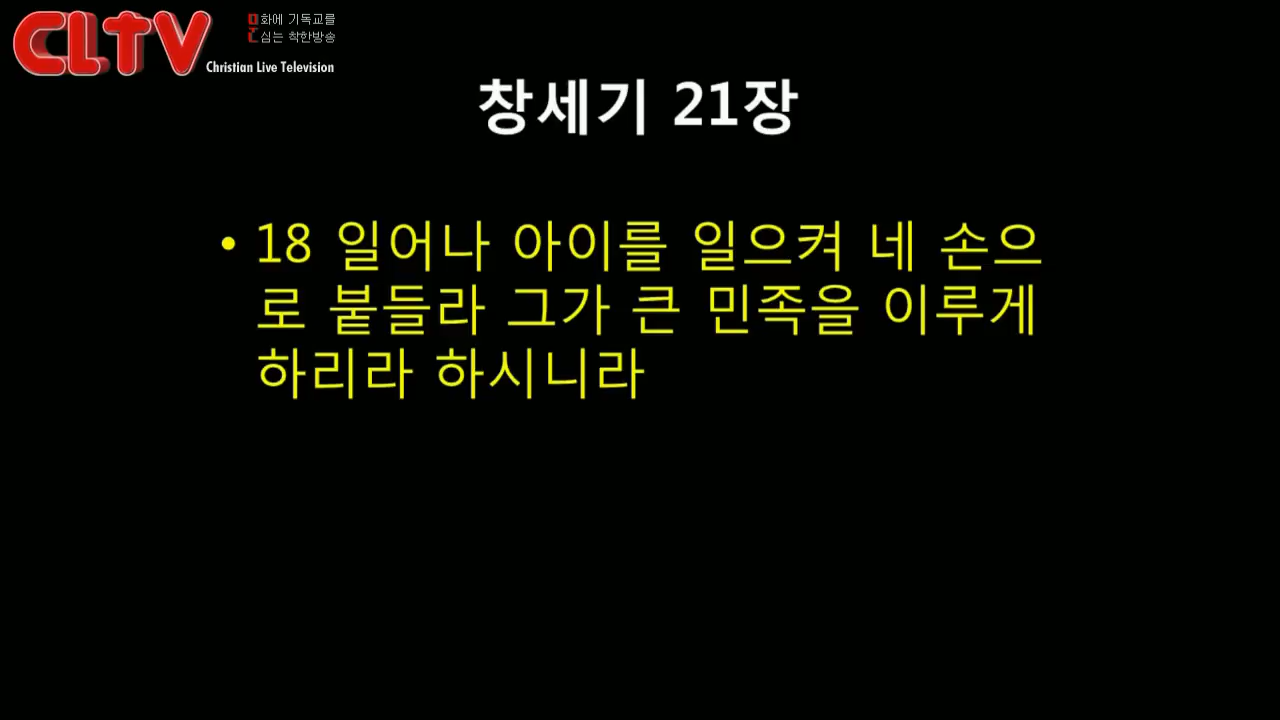 CLTV
문화에 기독교를
심는 착한방송
Christian Live Television
창세기 21장
• 18 일어나 아이를 일으켜 네 손으
로 붙들라 그가 큰 민족을 이루게
하리라 하시니라